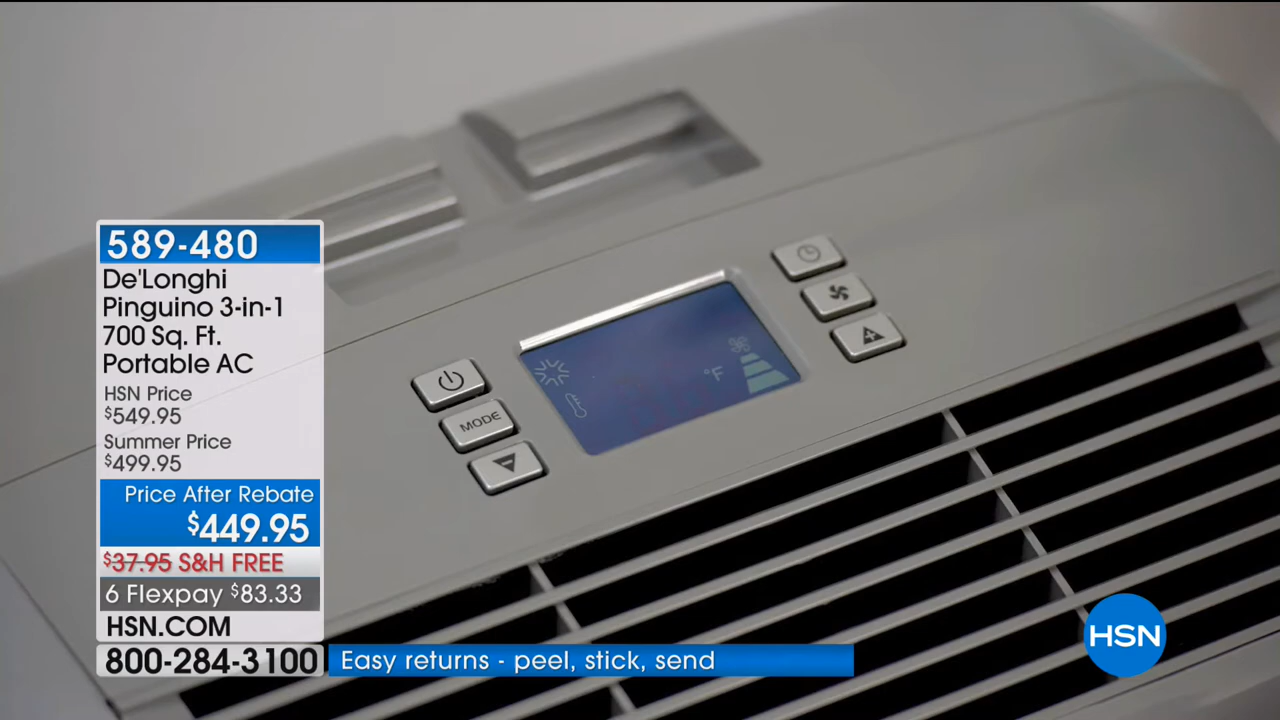 589-480
De'Longhi
Pinguino 3-in-1
700 Sq. Ft.
Portable AC
HSN Price
$549.95
Summer Price
$499.95
Price After Rebate
$449.95
$37.95 S&H FREE
6 Flexpay $83.33
HSN.COM
800-284-3100
Easy returns - peel, stick, send
MODE
°F
HSN